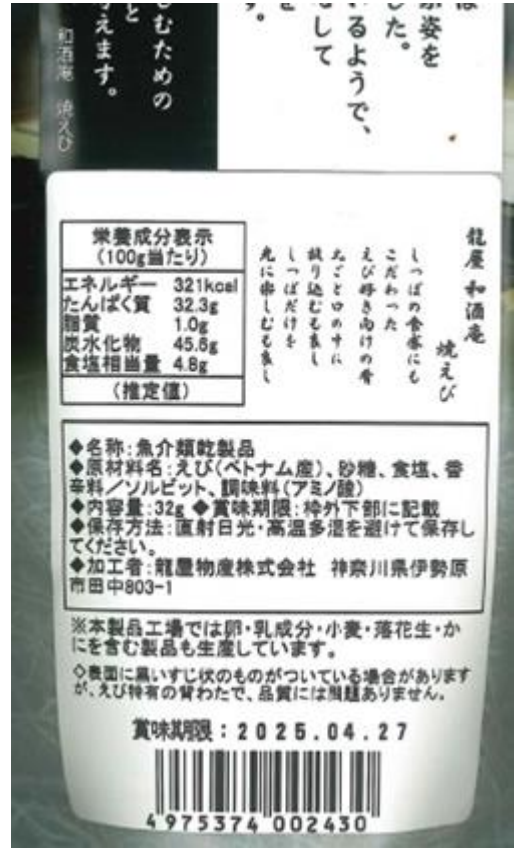 は
祭姿を
した。
いるようで、
るして
を
す。
しむための
と
考えます。
和酒庵 焼えび
龍屋 和酒庵
焼えび
しっぽの食感にも
こだわった
えび好き向けの肴
丸ごと口の中に
放り込むも良し
しっぽだけを
先に楽しむも良し
栄養成分表示
(100g当たり)
エネルギー 321kcal
たんぱく質 32.3g
脂質 1.0g
炭水化物 45.6g
食塩相当量 4.8g
(推定値)
◆名称:魚介類乾製品
◆原材料名:えび(ベトナム産)、砂糖、食塩、香
辛料/ソルビット、調味料(アミノ酸)
◆内容量:32g ◆賞味期限:枠外下部に記載
◆保存方法:直射日光・高温多湿を避けて保存し
てください。
◆加工者:龍屋物産株式会社 神奈川県伊勢原
市田中803-1
※本製品工場では卵・乳成分・小麦・落花生・か
にを含む製品も生産しています。
◇表面に黒いすじ状のものがついている場合があります
が、えび特有の背わたで、品質には問題ありません。
賞味期限:2025.04.27
4 975374 002430